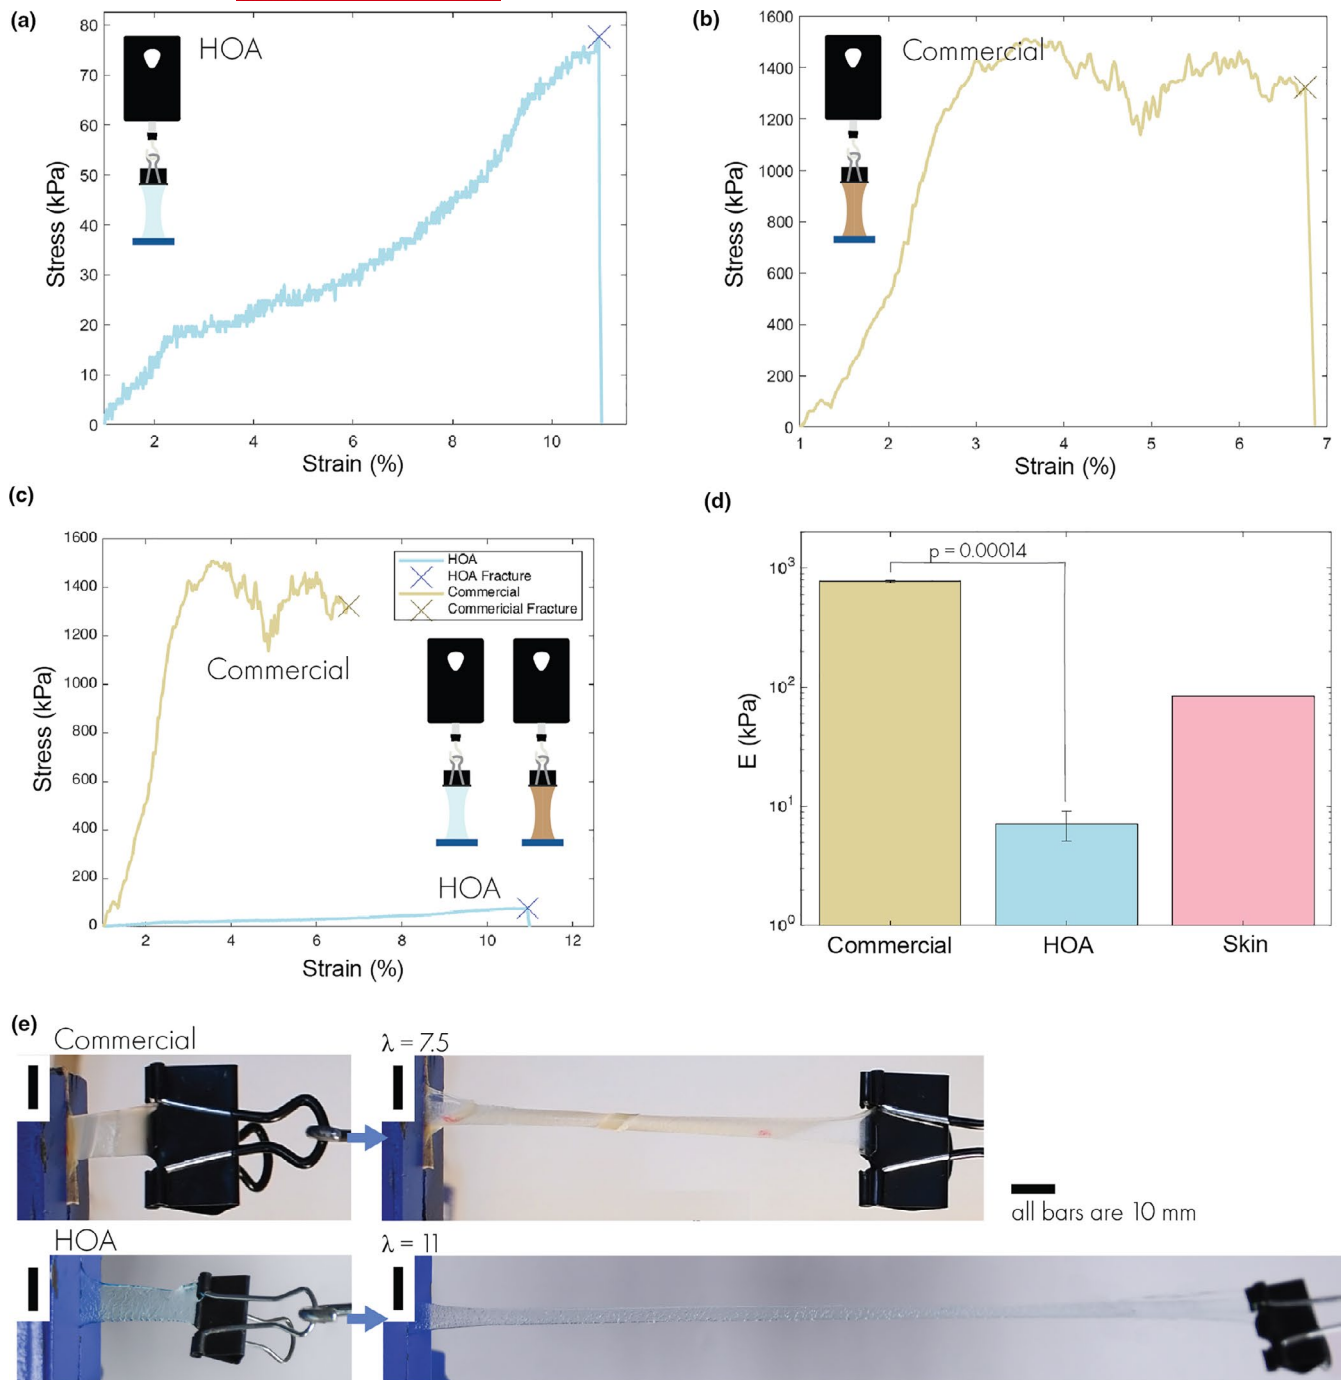 (a)
HOA
80
70
60
50
40
30
20
10
0
Stress (kPa)
2 4 6 8 10
Strain (%)
(b)
Commercial
1600
1400
1200
1000
800
600
400
200
0
Stress (kPa)
1 2 3 4 5 6 7
Strain (%)
(c)
1600
1400
1200
1000
800
600
400
200
0
Stress (kPa)
HOA
HOA Fracture
Commercial
Commericial Fracture
Commercial
HOA
2 4 6 8 10 12
Strain (%)
(d)
p = 0.00014
10³
10²
10¹
10⁰
E (kPa)
Commercial HOA Skin
(e)
Commercial
λ = 7.5
all bars are 10 mm
HOA
λ = 11